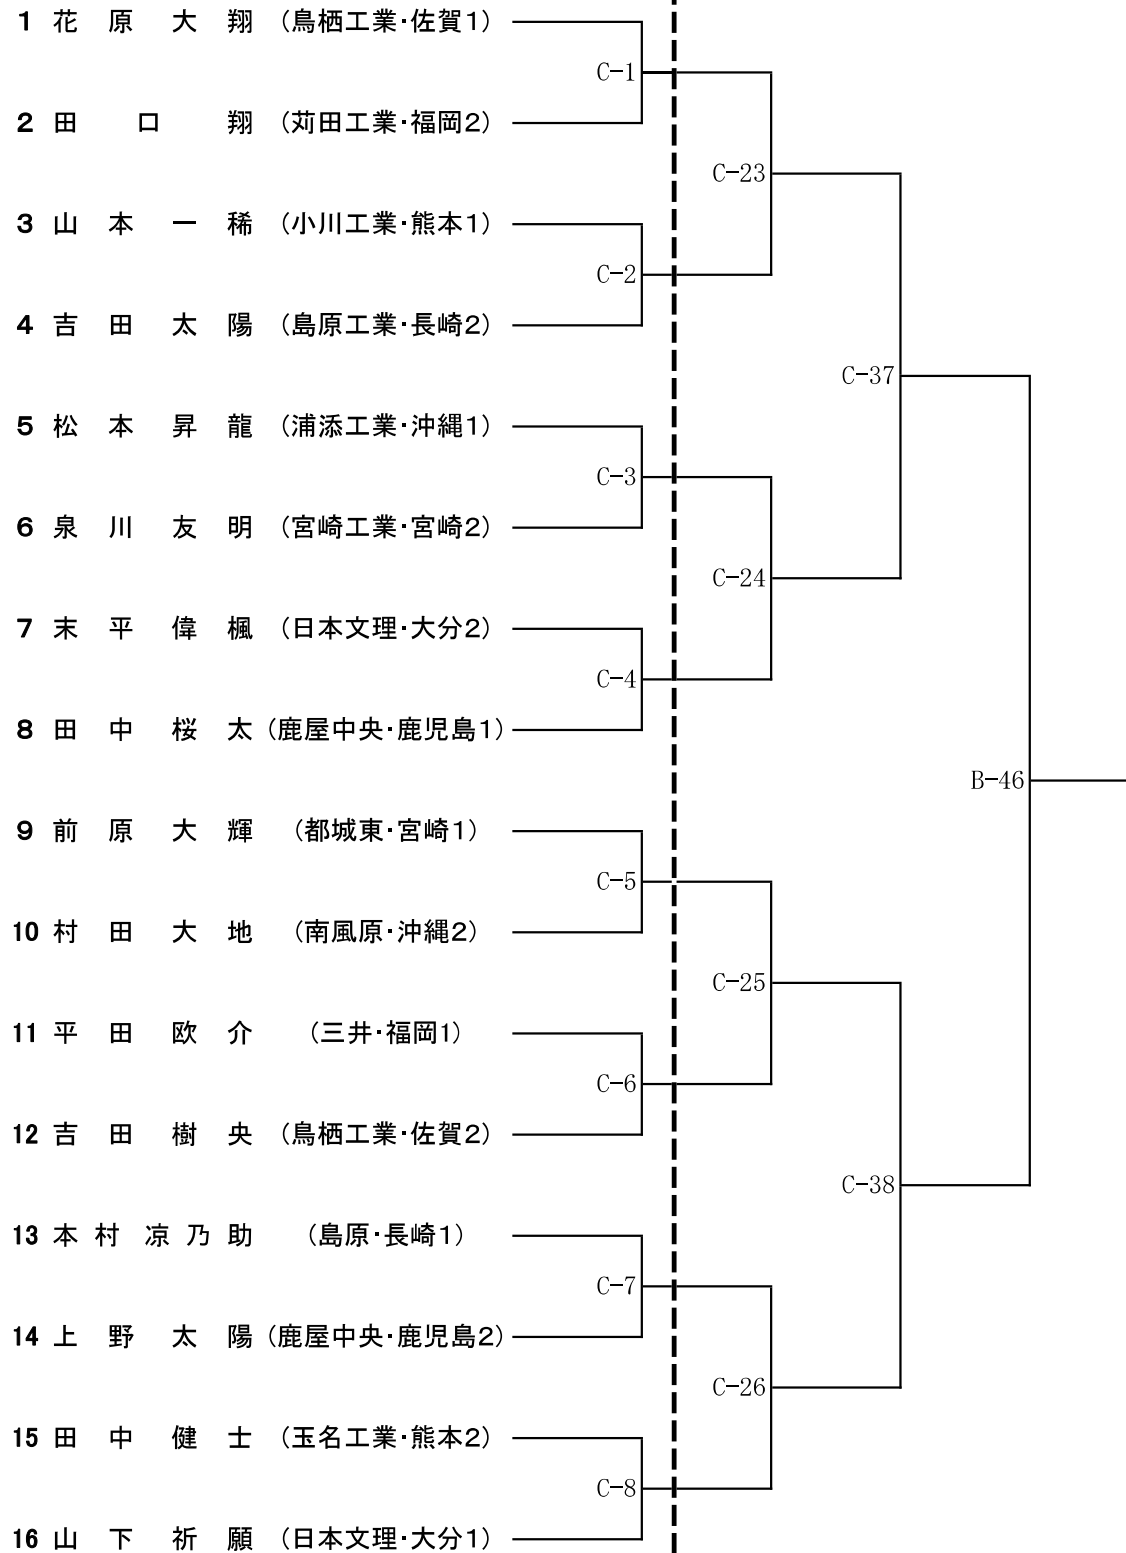 1 花原大翔 (鳥栖工業・佐賀1)
C-1
2 田口翔 (苅田工業・福岡2)
C-23
3 山本一稀 (小川工業・熊本1)
C-2
4 吉田太陽 (島原工業・長崎2)
C-37
5 松本昇龍 (浦添工業・沖縄1)
C-3
6 泉川友明 (宮崎工業・宮崎2)
C-24
7 末平偉楓 (日本文理・大分2)
C-4
8 田中桜太 (鹿屋中央・鹿児島1)
B-46
9 前原大輝 (都城東・宮崎1)
C-5
10 村田大地 (南風原・沖縄2)
C-25
11 平田欧介 (三井・福岡1)
C-6
12 吉田樹央 (鳥栖工業・佐賀2)
C-38
13 本村凉乃助 (島原・長崎1)
C-7
14 上野太陽 (鹿屋中央・鹿児島2)
C-26
15 田中健士 (玉名工業・熊本2)
C-8
16 山下祈願 (日本文理・大分1)